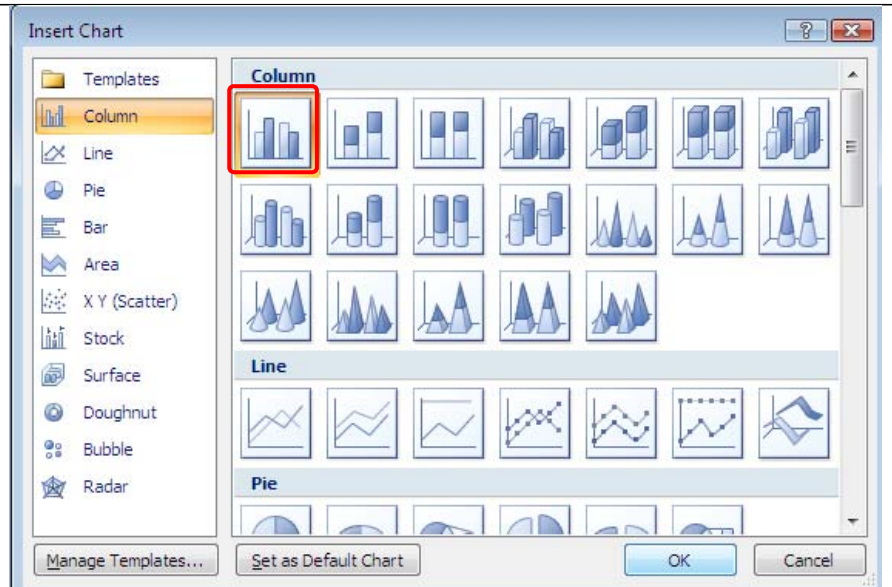 Insert Chart
Templates
Column
Line
Pie
Bar
Area
X Y (Scatter)
Stock
Surface
Doughnut
Bubble
Radar
Column
Line
Pie
Manage Templates...
Set as Default Chart
OK
Cancel